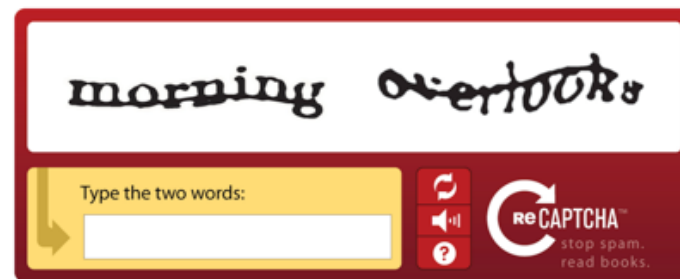 morning overlooks
Type the two words:
reCAPTCHA™
stop spam.
read books.
?